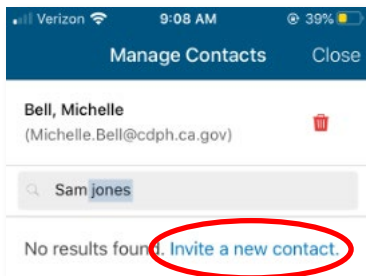 Verizon 9:08 AM 39%
Manage Contacts Close
Bell, Michelle
(Michelle.Bell@cdph.ca.gov)
Sam jones
No results found. Invite a new contact.